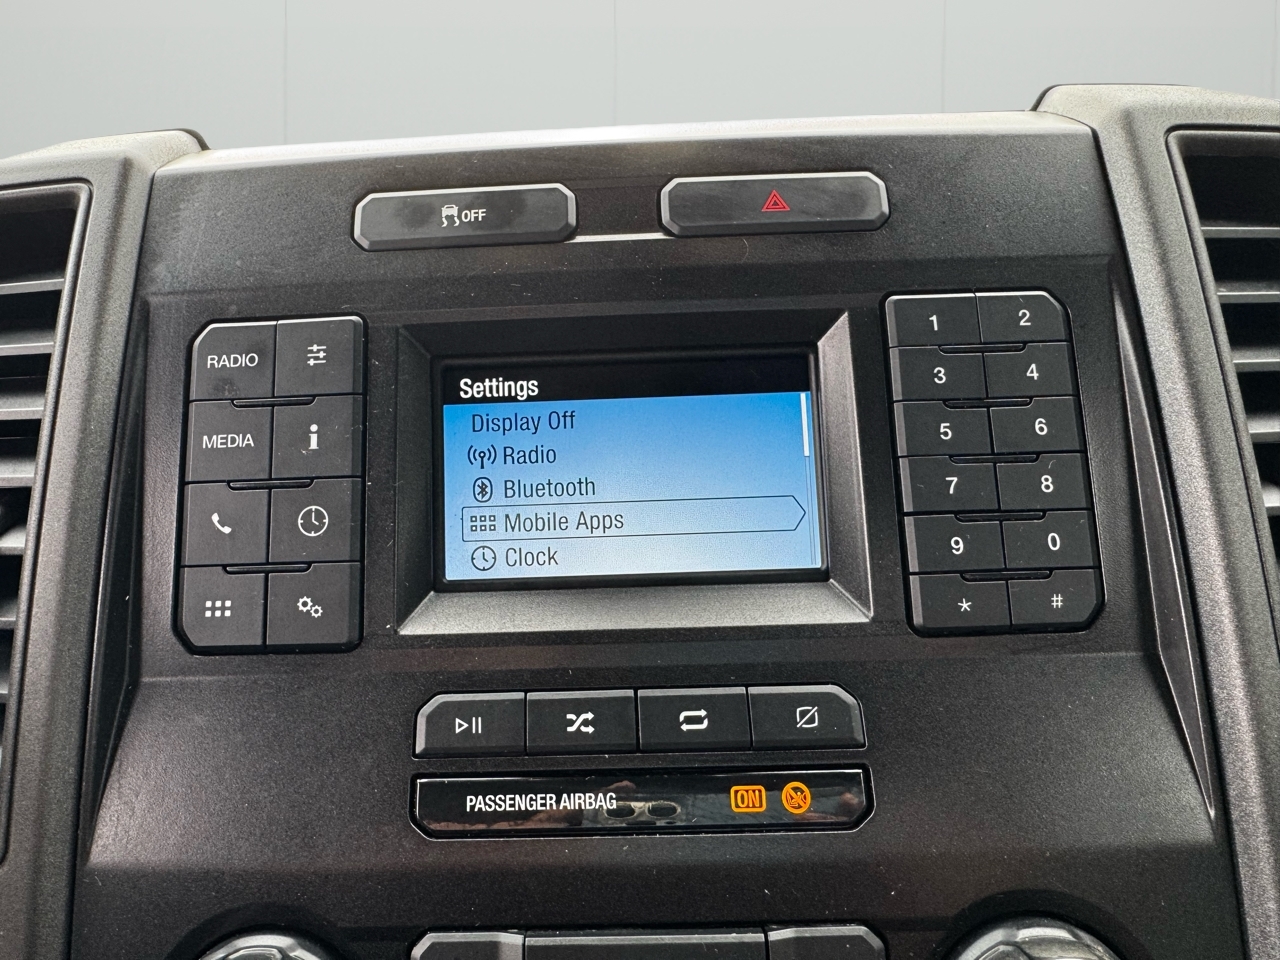 OFF
RADIO
MEDIA
Settings
Display Off
Radio
Bluetooth
Mobile Apps
Clock
1 2
3 4
5 6
7 8
9 0
* #
PASSENGER AIRBAG ON